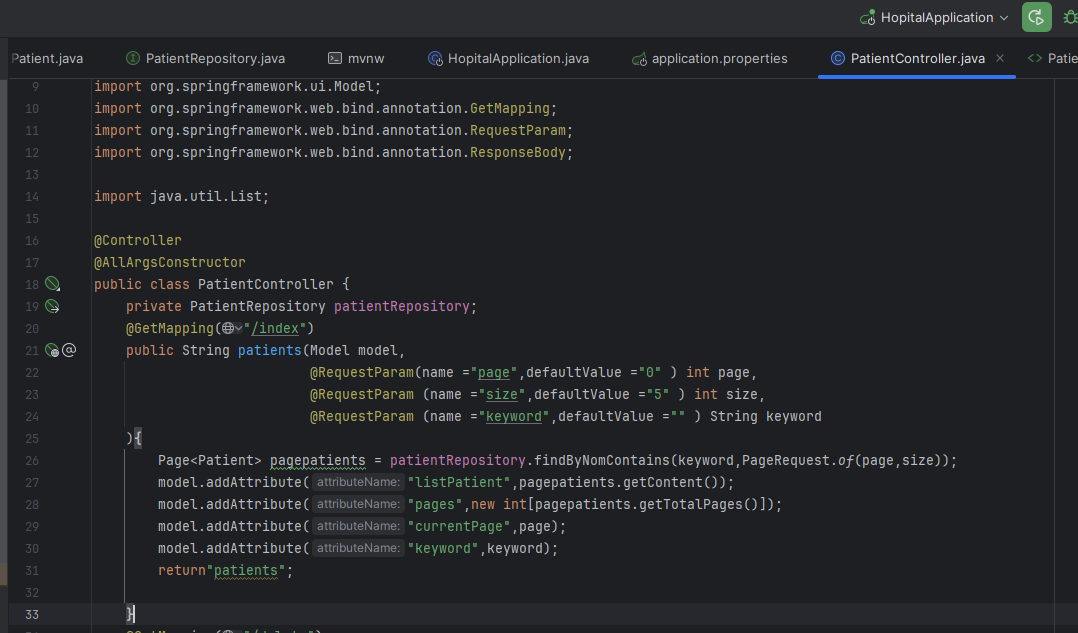 HopitalApplication
Patient.java PatientRepository.java mvnw HopitalApplication.java application.properties PatientController.java × Patie
9 import org.springframework.ui.Model;
10 import org.springframework.web.bind.annotation.GetMapping;
11 import org.springframework.web.bind.annotation.RequestParam;
12 import org.springframework.web.bind.annotation.ResponseBody;
13
14 import java.util.List;
15
16 @Controller
17 @AllArgsConstructor
18 public class PatientController {
19 private PatientRepository patientRepository;
20 @GetMapping("/index")
21 public String patients(Model model,
22 @RequestParam(name ="page",defaultValue ="0" ) int page,
23 @RequestParam (name ="size",defaultValue ="5" ) int size,
24 @RequestParam (name ="keyword",defaultValue ="" ) String keyword
25 ){
26 Page<Patient> pagepatients = patientRepository.findByNomContains(keyword,PageRequest.of(page,size));
27 model.addAttribute( attributeName: "listPatient",pagepatients.getContent());
28 model.addAttribute( attributeName: "pages",new int[pagepatients.getTotalPages()]);
29 model.addAttribute( attributeName: "currentPage",page);
30 model.addAttribute( attributeName: "keyword",keyword);
31 return"patients";
32
33 }